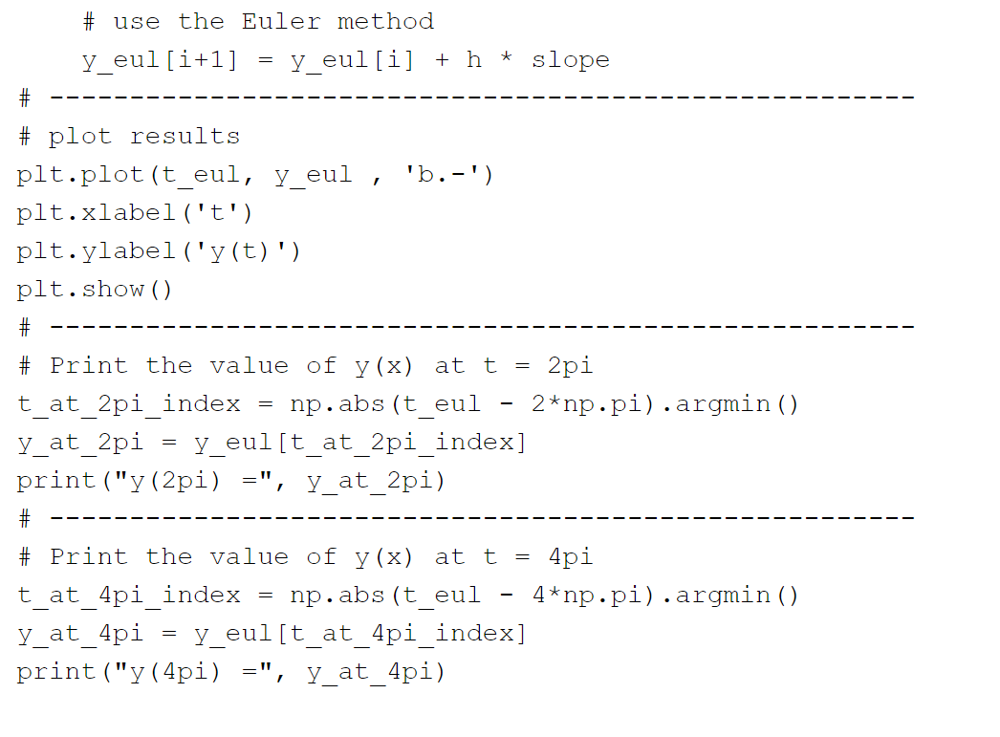 # use the Euler method
y_eul[i+1] = y_eul[i] + h * slope
# ------------------------------------------------------
# plot results
plt.plot(t_eul, y_eul , 'b.-')
plt.xlabel('t')
plt.ylabel('y(t)')
plt.show()
# ------------------------------------------------------
# Print the value of y(x) at t = 2pi
t_at_2pi_index = np.abs(t_eul - 2*np.pi).argmin()
y_at_2pi = y_eul[t_at_2pi_index]
print("y(2pi) =", y_at_2pi)
# ------------------------------------------------------
# Print the value of y(x) at t = 4pi
t_at_4pi_index = np.abs(t_eul - 4*np.pi).argmin()
y_at_4pi = y_eul[t_at_4pi_index]
print("y(4pi) =", y_at_4pi)